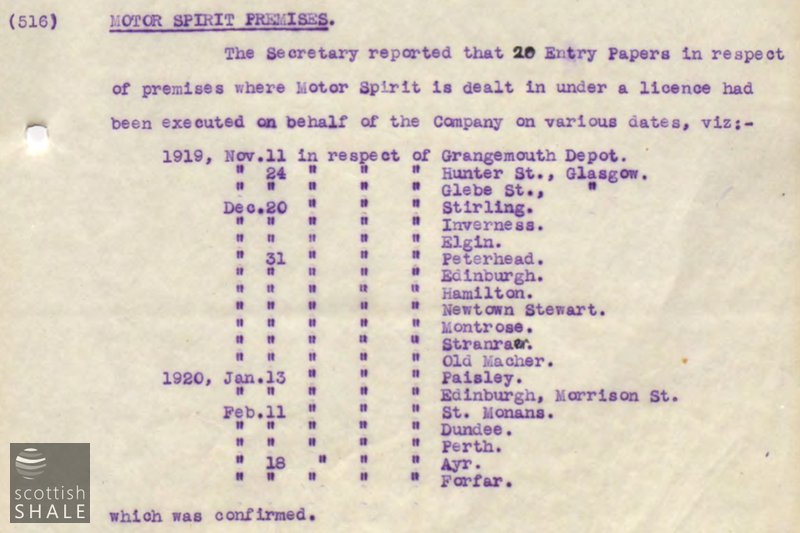 (516) MOTOR SPIRIT PREMISES.
The Secretary reported that 20 Entry Papers in respect
of premises where Motor Spirit is dealt in under a licence had
been executed on behalf of the Company on various dates, viz:-
1919, Nov.11 in respect of Grangemouth Depot.
" 24 " " " Hunter St., Glasgow.
" " " " " Glebe St., "
Dec.20 " " " Stirling.
" " " " " Inverness.
" " " " " Elgin.
" 31 " " " Peterhead.
" " " " " Edinburgh.
" " " " " Hamilton.
" " " " " Newtown Stewart.
" " " " " Montrose.
" " " " " Stranraer.
" " " " " Old Macher.
1920, Jan.13 " " " Paisley.
" " " " " Edinburgh, Morrison St.
Feb.11 " " " St. Monans.
" " " " " Dundee.
" " " " " Perth.
" 18 " " " Ayr.
" " " " " Forfar.
which was confirmed.
scottish
SHALE